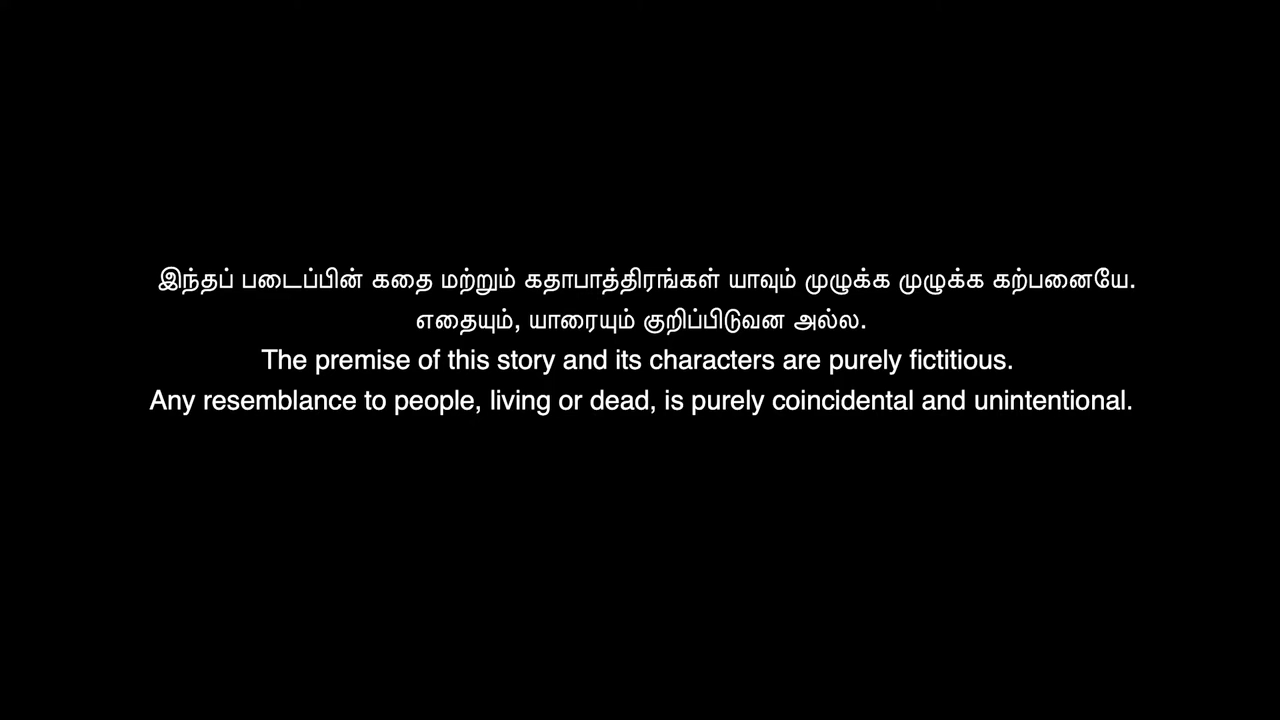 இந்தப் படைப்பின் கதை மற்றும் கதாபாத்திரங்கள் யாவும் முழுக்க முழுக்க கற்பனையே.
எதையும், யாரையும் குறிப்பிடுவன அல்ல.
The premise of this story and its characters are purely fictitious.
Any resemblance to people, living or dead, is purely coincidental and unintentional.